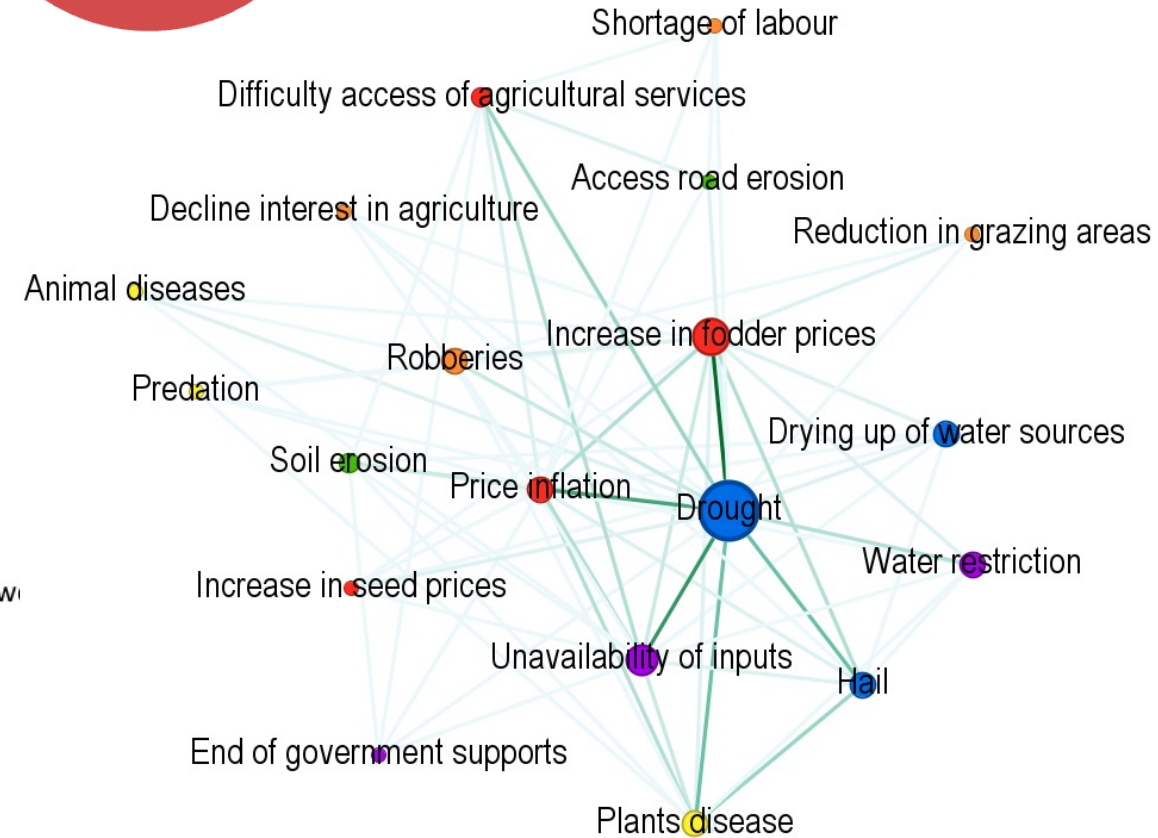 Shortage of labour
Difficulty access of agricultural services
Access road erosion
Decline interest in agriculture
Reduction in grazing areas
Animal diseases
Increase in fodder prices
Robberies
Predation
Drying up of water sources
Soil erosion
Price inflation
Drought
Water restriction
Increase in seed prices
Unavailability of inputs
Hail
End of government supports
Plants disease